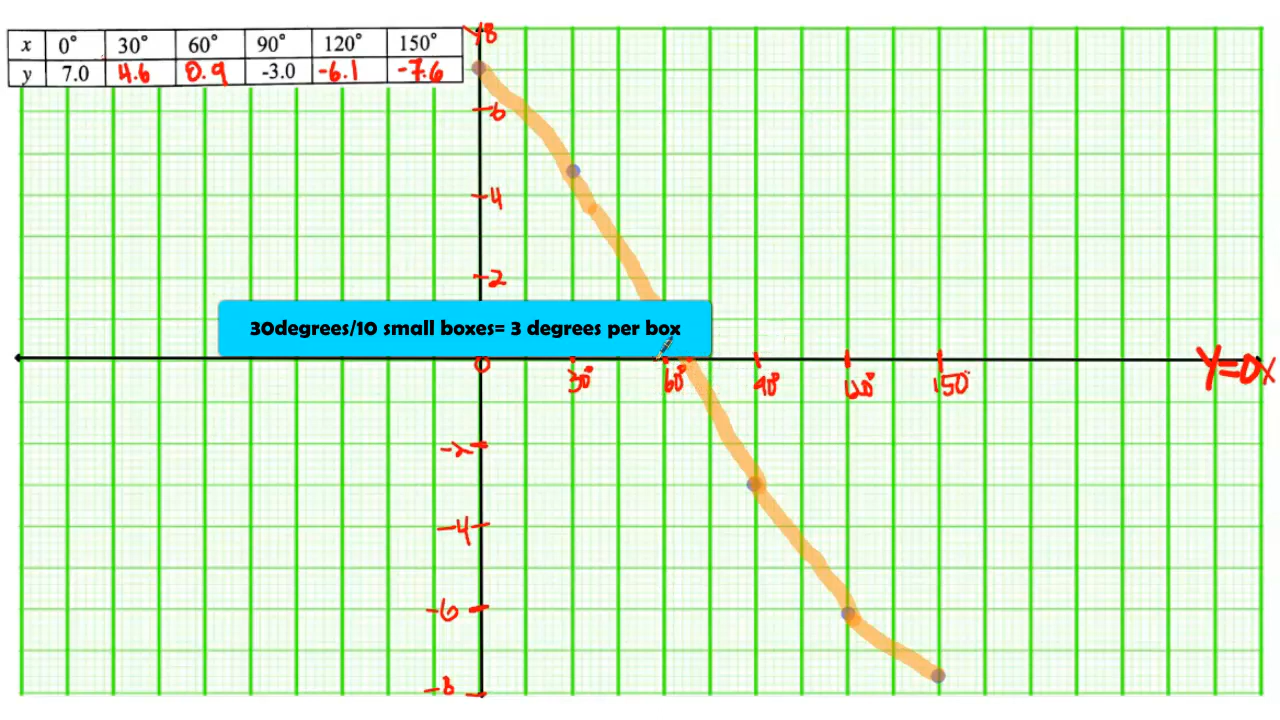 x 0° 30° 60° 90° 120° 150°
y 7.0 4.6 0.9 -3.0 -6.1 -7.6
y 8
6
4
2
30degrees/10 small boxes= 3 degrees per box
0 30° 60° 90° 120° 150°
Y=0 x
-2
-4
-6
-8